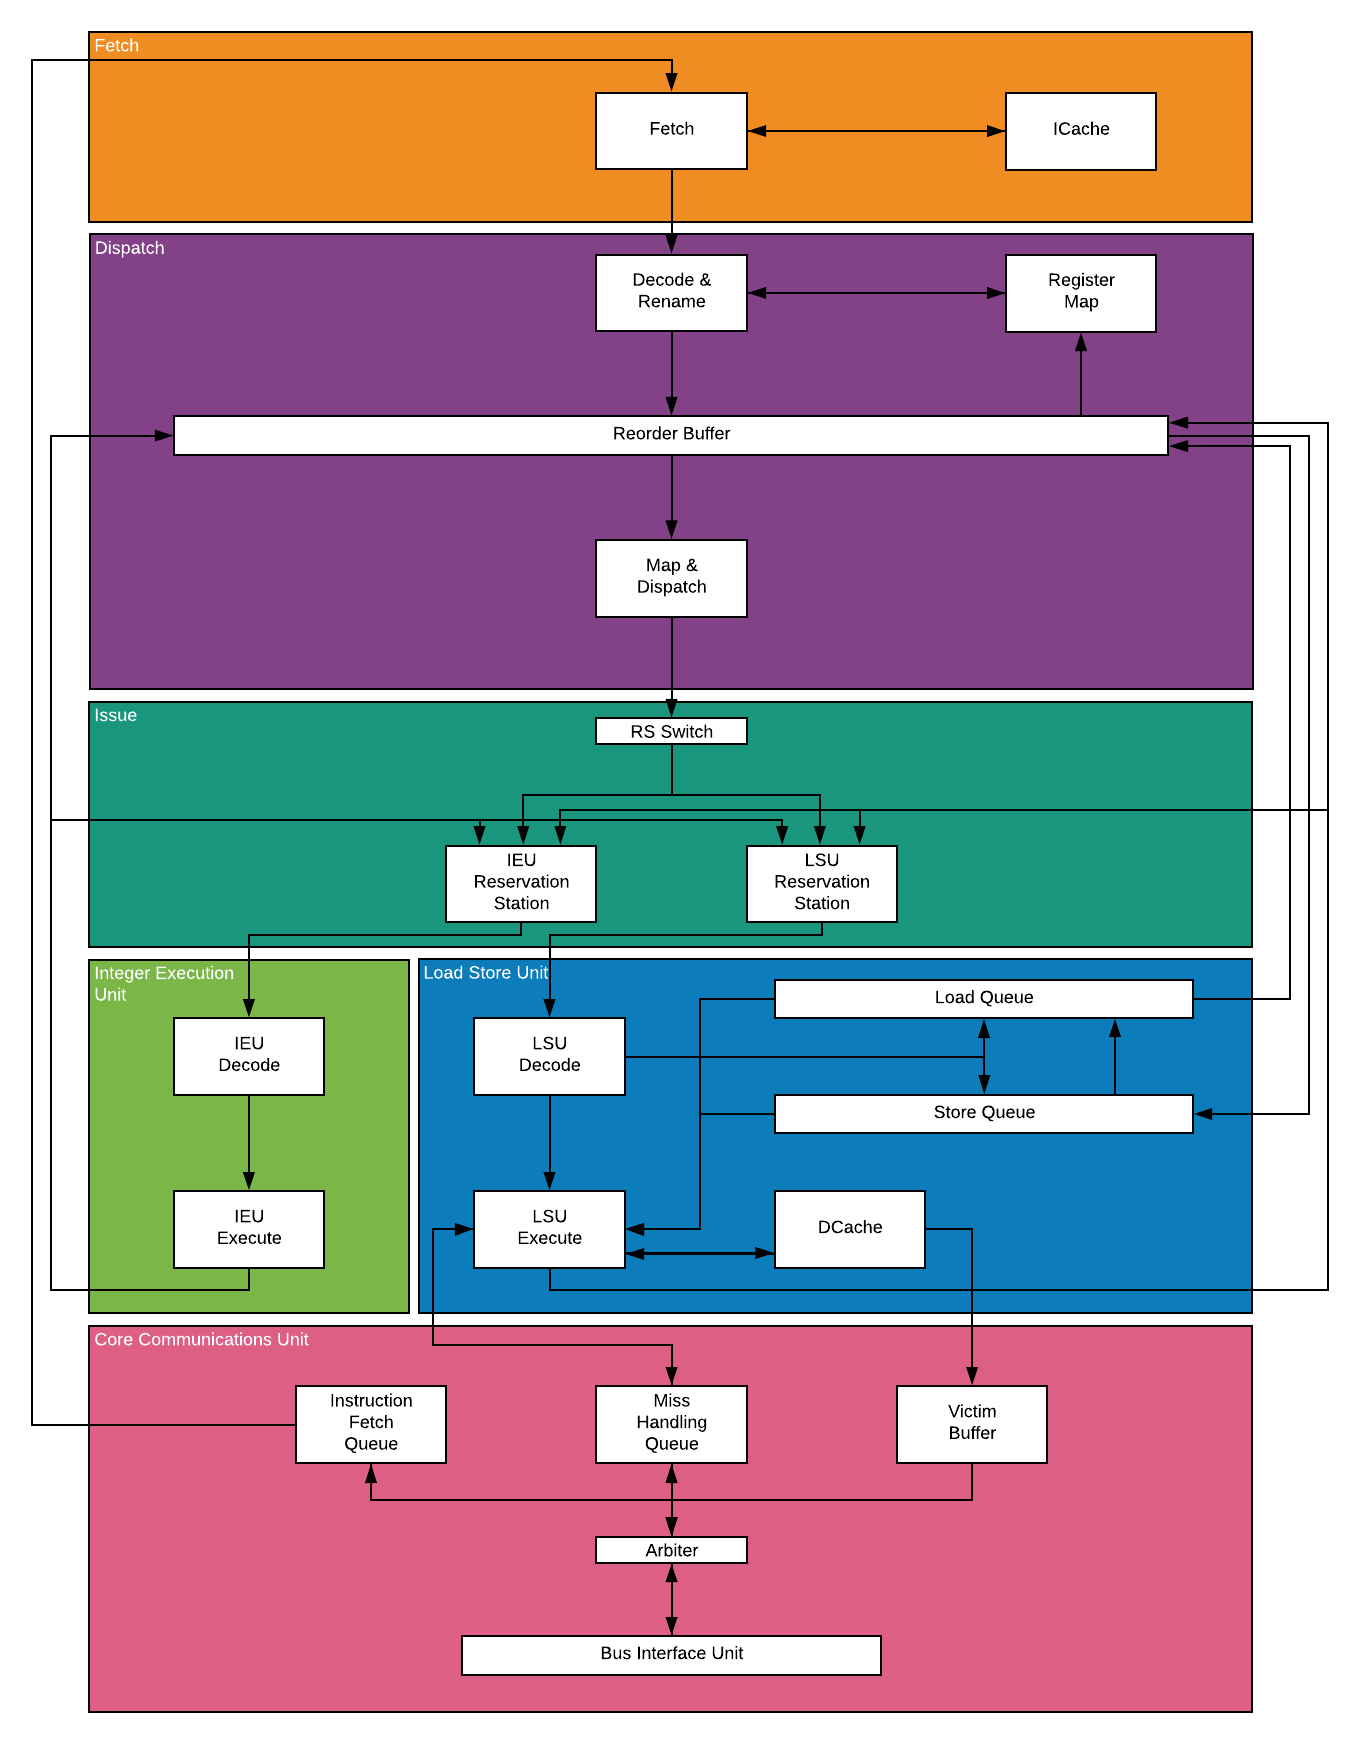 Fetch
Fetch
ICache
Dispatch
Decode &
Rename
Register
Map
Reorder Buffer
Map &
Dispatch
Issue
RS Switch
IEU
Reservation
Station
LSU
Reservation
Station
Integer Execution
Unit
IEU
Decode
IEU
Execute
Load Store Unit
Load Queue
LSU
Decode
Store Queue
LSU
Execute
DCache
Core Communications Unit
Instruction
Fetch
Queue
Miss
Handling
Queue
Victim
Buffer
Arbiter
Bus Interface Unit